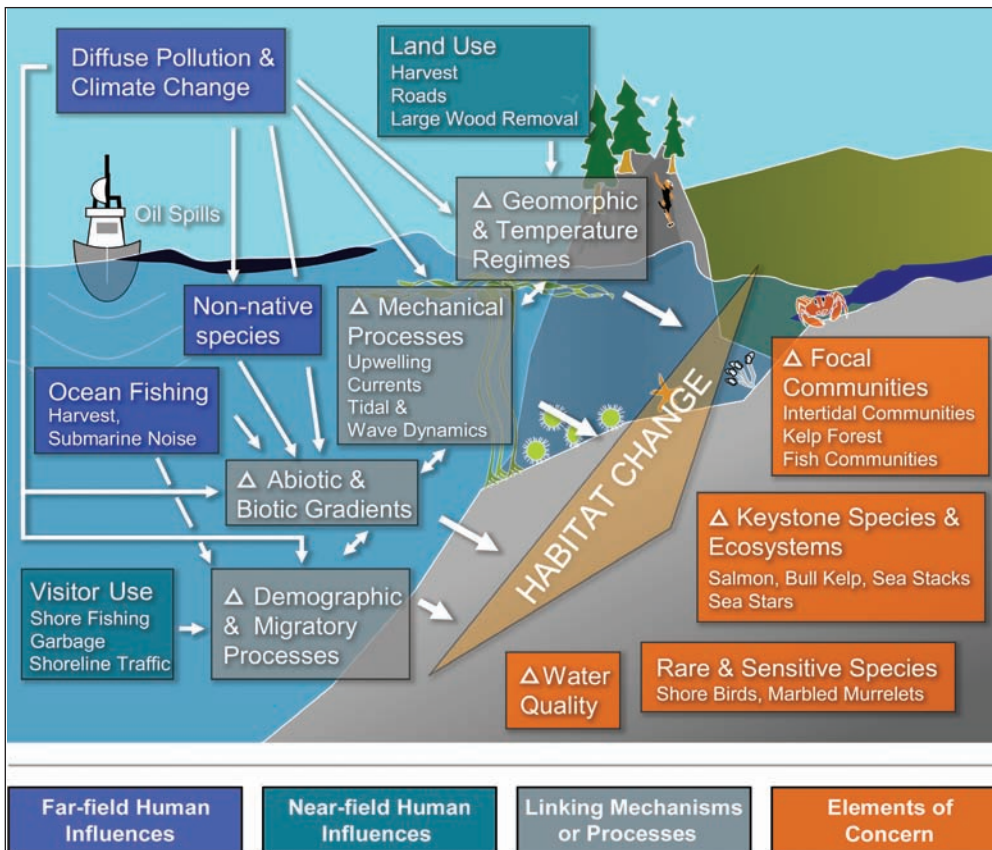 Diffuse Pollution &
Climate Change
Land Use
Harvest
Roads
Large Wood Removal
Oil Spills
△ Geomorphic
& Temperature
Regimes
Non-native
species
△ Mechanical
Processes
Upwelling
Currents
Tidal &
Wave Dynamics
Ocean Fishing
Harvest,
Submarine Noise
△ Abiotic &
Biotic Gradients
Visitor Use
Shore Fishing
Garbage
Shoreline Traffic
△ Demographic
& Migratory
Processes
HABITAT CHANGE
△ Focal
Communities
Intertidal Communities
Kelp Forest
Fish Communities
△ Keystone Species &
Ecosystems
Salmon, Bull Kelp, Sea Stacks
Sea Stars
△ Water
Quality
Rare & Sensitive Species
Shore Birds, Marbled Murrelets
Far-field Human
Influences
Near-field Human
Influences
Linking Mechanisms
or Processes
Elements of
Concern